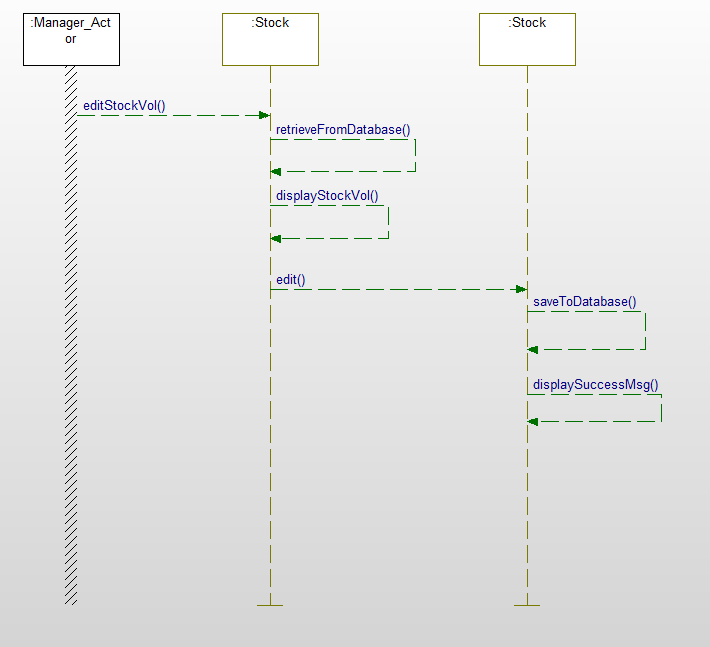 :Manager_Act
or
:Stock
:Stock
editStockVol()
retrieveFromDatabase()
displayStockVol()
edit()
saveToDatabase()
displaySuccessMsg()